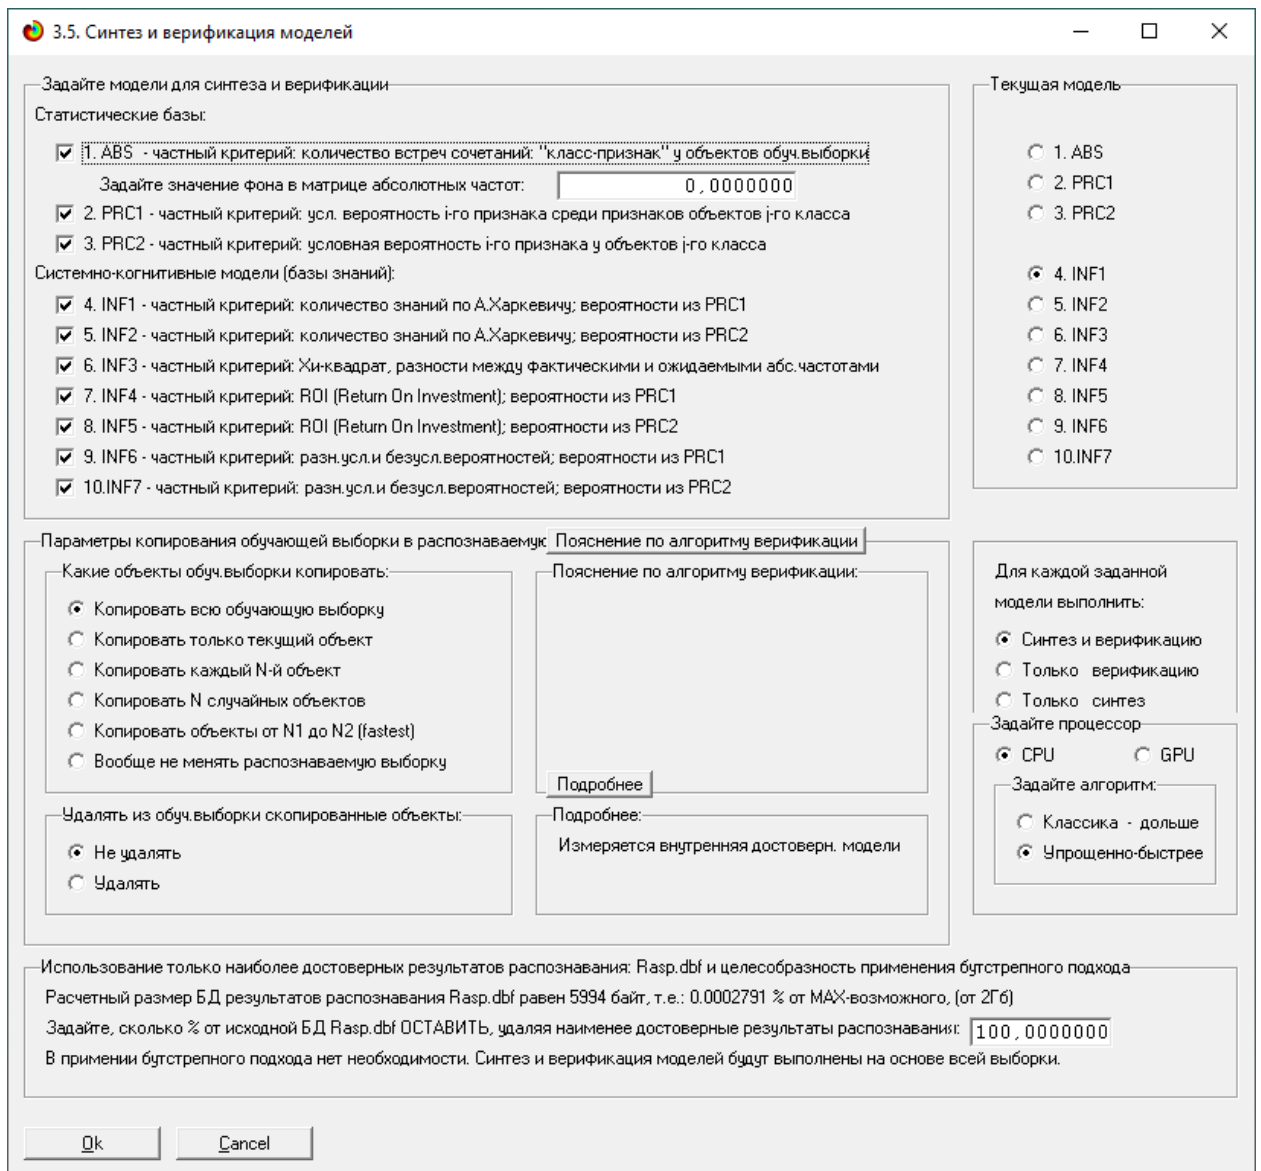 3.5. Синтез и верификация моделей
Задайте модели для синтеза и верификации
Статистические базы:
1. ABS - частный критерий: количество встреч сочетаний: "класс-признак" у объектов обуч.выборки
Задайте значение фона в матрице абсолютных частот: 0,0000000
2. PRC1 - частный критерий: усл. вероятность i-го признака среди признаков объектов j-го класса
3. PRC2 - частный критерий: условная вероятность i-го признака у объектов j-го класса
Системно-когнитивные модели (базы знаний):
4. INF1 - частный критерий: количество знаний по А.Харкевичу; вероятности из PRC1
5. INF2 - частный критерий: количество знаний по А.Харкевичу; вероятности из PRC2
6. INF3 - частный критерий: Хи-квадрат, разности между фактическими и ожидаемыми абс.частотами
7. INF4 - частный критерий: ROI (Return On Investment); вероятности из PRC1
8. INF5 - частный критерий: ROI (Return On Investment); вероятности из PRC2
9. INF6 - частный критерий: разн.усл.и безусл.вероятностей; вероятности из PRC1
10.INF7 - частный критерий: разн.усл.и безусл.вероятностей; вероятности из PRC2
Текущая модель
1. ABS
2. PRC1
3. PRC2
4. INF1
5. INF2
6. INF3
7. INF4
8. INF5
9. INF6
10.INF7
Параметры копирования обучающей выборки в распознаваемую
Пояснение по алгоритму верификации
Какие объекты обуч.выборки копировать:
Копировать всю обучающую выборку
Копировать только текущий объект
Копировать каждый N-й объект
Копировать N случайных объектов
Копировать объекты от N1 до N2 (fastest)
Вообще не менять распознаваемую выборку
Пояснение по алгоритму верификации:
Подробнее
Удалять из обуч.выборки скопированные объекты:
Не удалять
Удалять
Подробнее:
Измеряется внутренняя достоверн. модели
Для каждой заданной
модели выполнить:
Синтез и верификацию
Только верификацию
Только синтез
Задайте процессор
CPU GPU
Задайте алгоритм:
Классика - дольше
Упрощенно-быстрее
Использование только наиболее достоверных результатов распознавания: Rasp.dbf и целесобразность применения бутстрепного подхода
Расчетный размер БД результатов распознавания Rasp.dbf равен 5994 байт, т.е.: 0.0002791 % от MAX-возможного, (от 2Гб)
Задайте, сколько % от исходной БД Rasp.dbf ОСТАВИТЬ, удаляя наименее достоверные результаты распознавания: 100,0000000
В примении бутстрепного подхода нет необходимости. Синтез и верификация моделей будут выполнены на основе всей выборки.
Ok Cancel